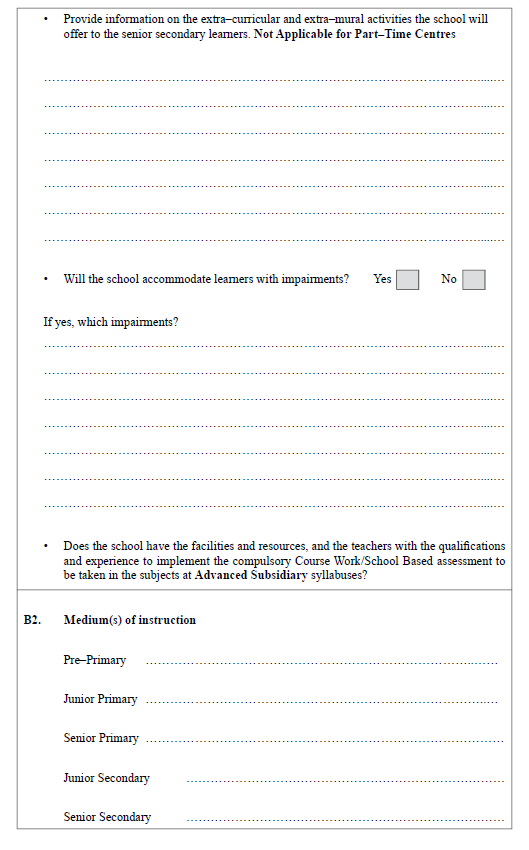 • Provide information on the extra–curricular and extra–mural activities the school will
offer to the senior secondary learners. Not Applicable for Part–Time Centres
• Will the school accommodate learners with impairments? Yes No
If yes, which impairments?
• Does the school have the facilities and resources, and the teachers with the qualifications
and experience to implement the compulsory Course Work/School Based assessment to
be taken in the subjects at Advanced Subsidiary syllabuses?
B2. Medium(s) of instruction
Pre–Primary
Junior Primary
Senior Primary
Junior Secondary
Senior Secondary